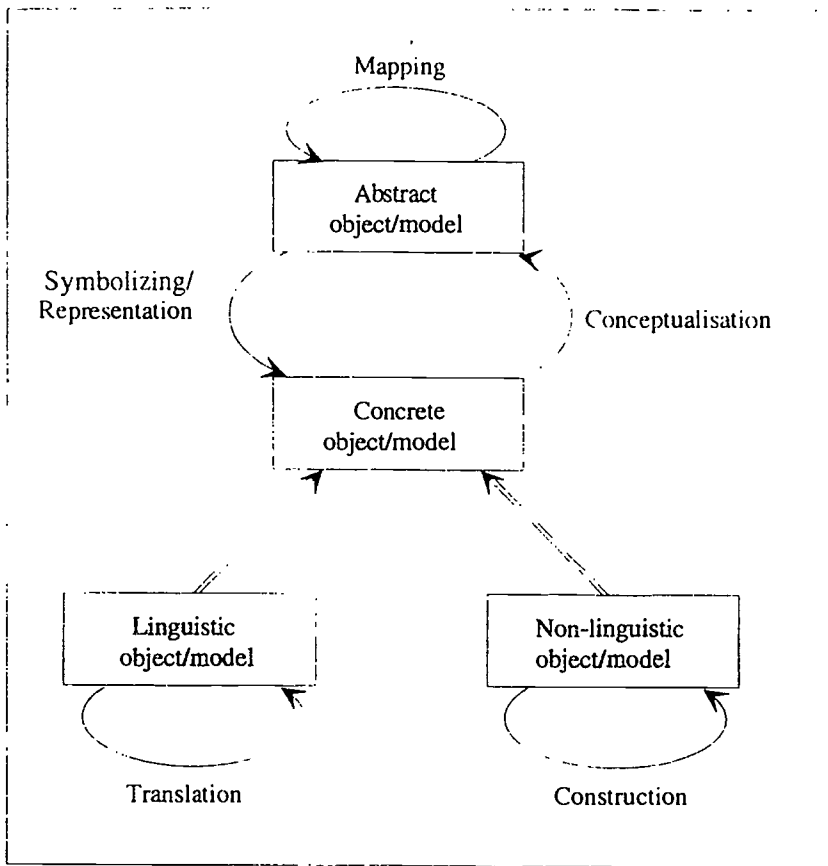 Mapping
Abstract
object/model
Symbolizing/
Representation
Conceptualisation
Concrete
object/model
Linguistic
object/model
Non-linguistic
object/model
Translation
Construction